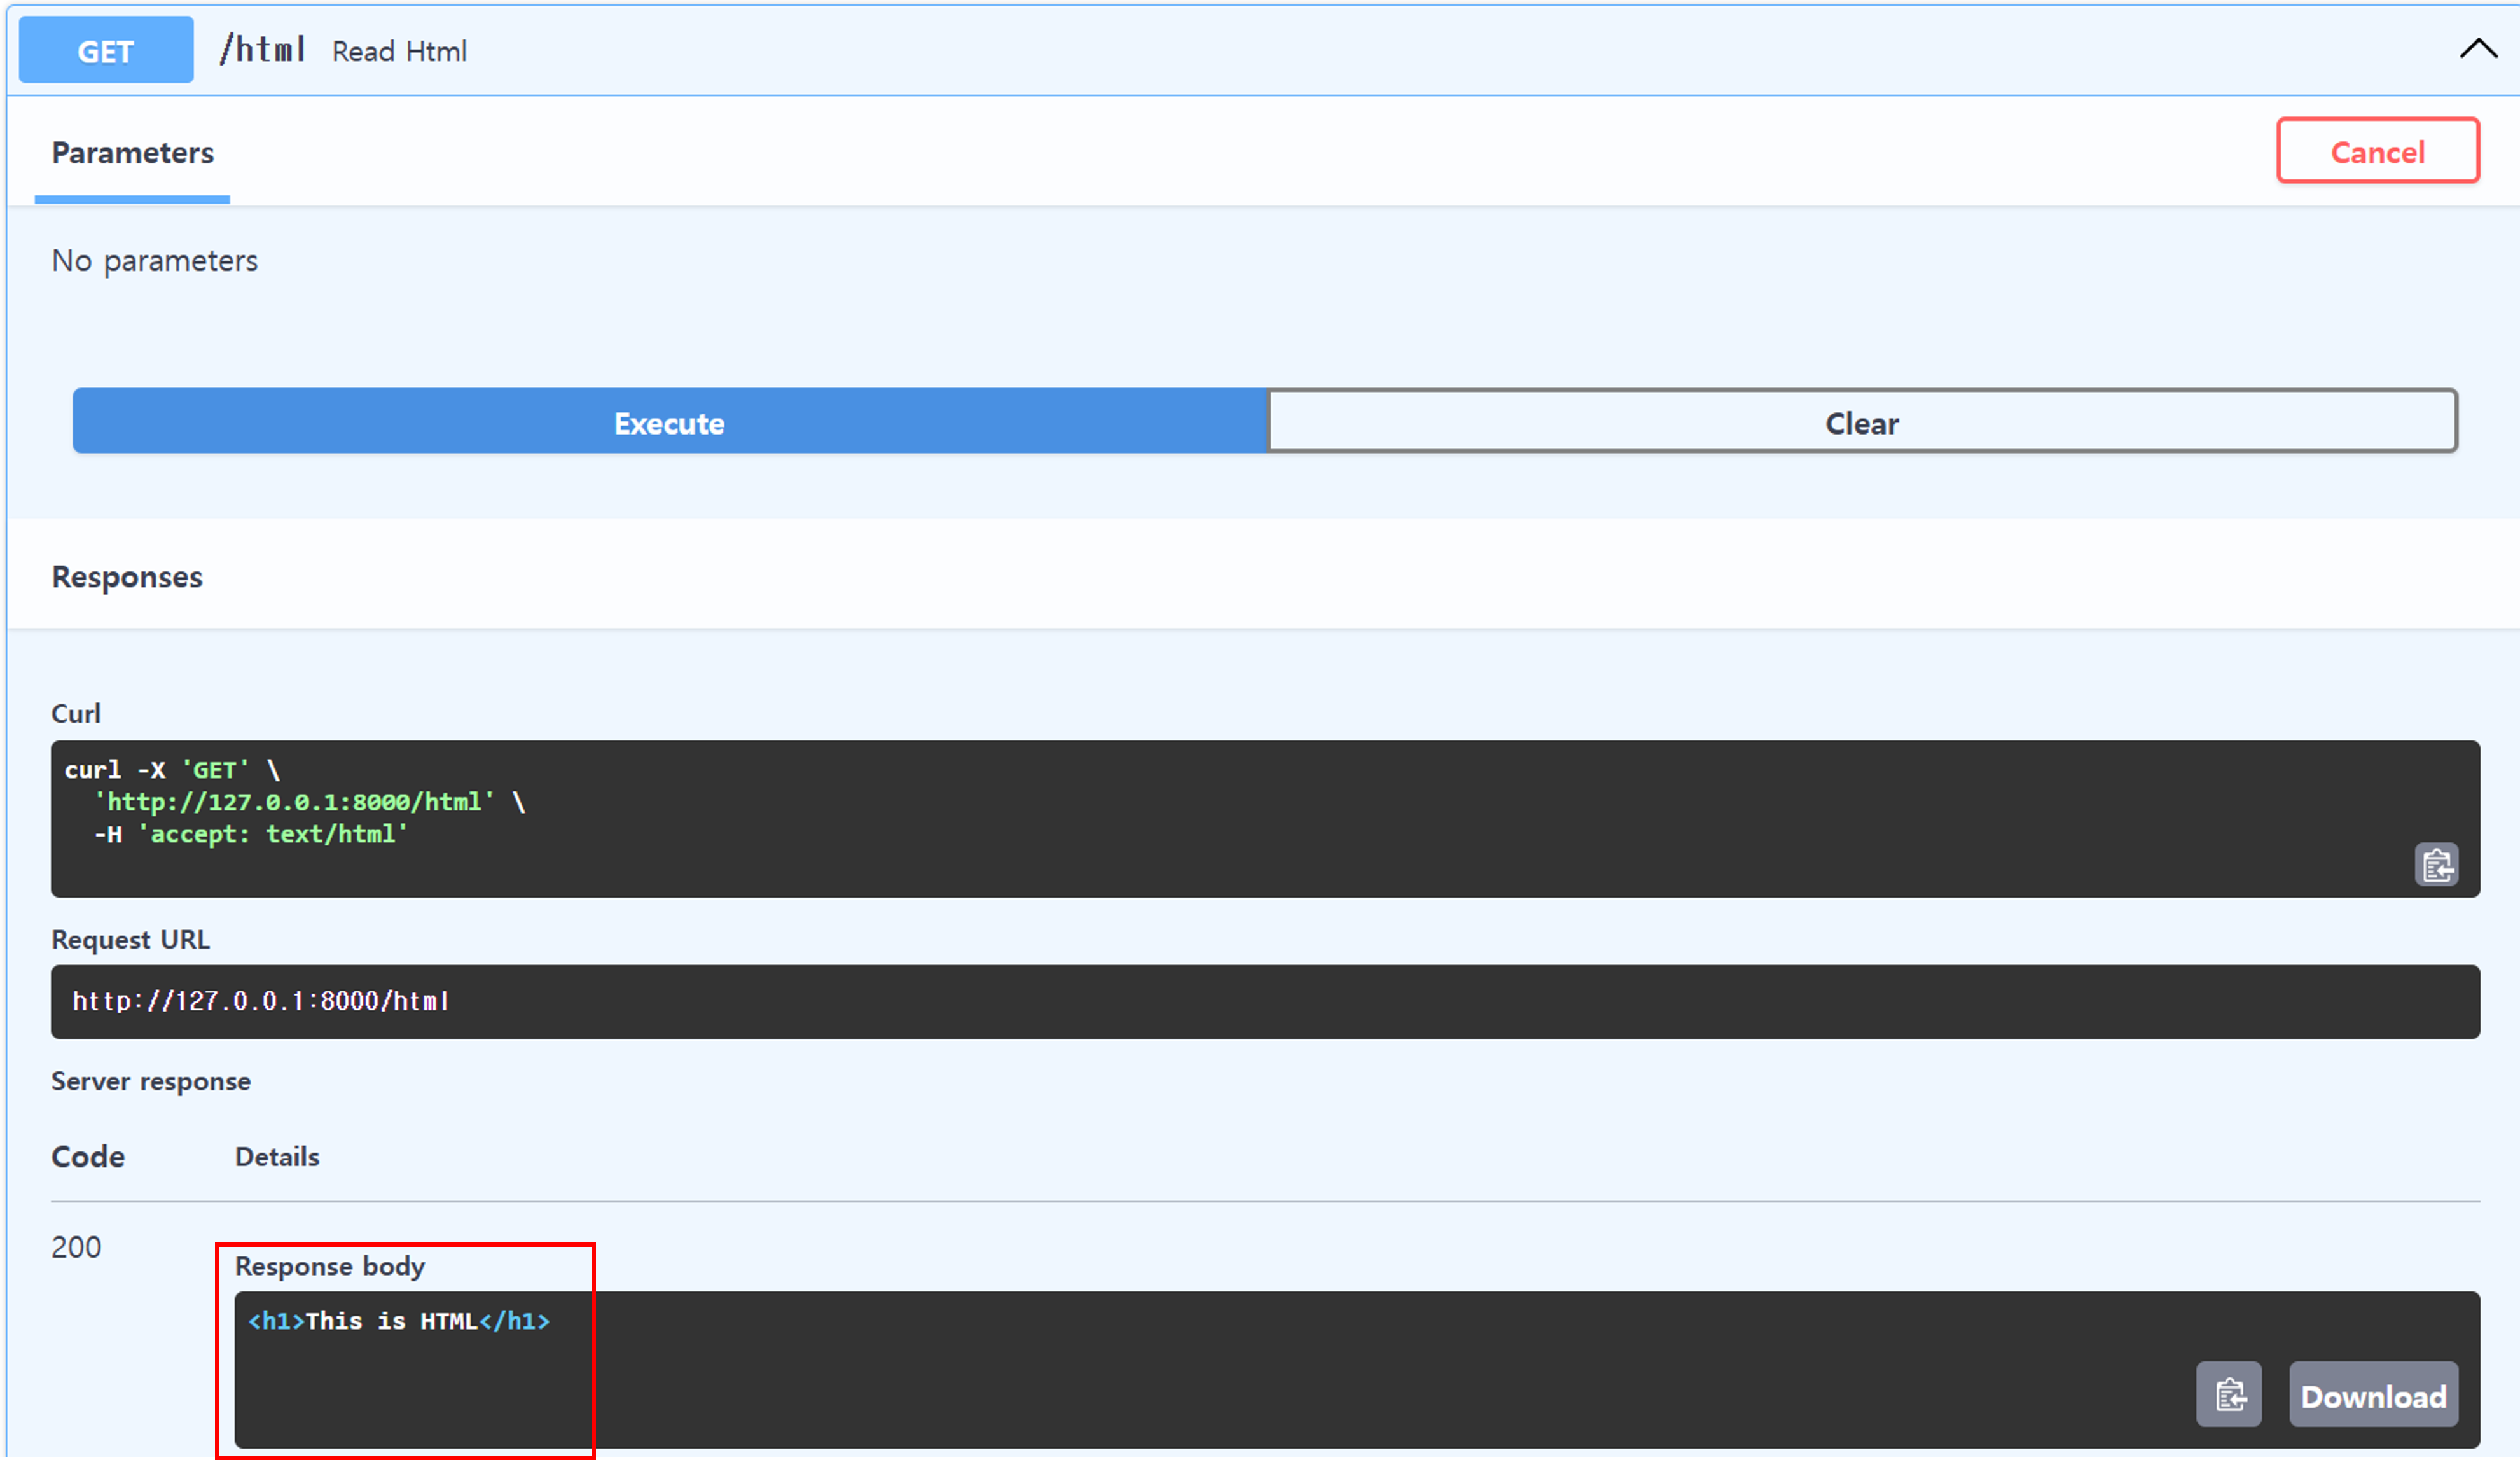 GET /html Read Html
Parameters
Cancel
No parameters
Execute
Clear
Responses
Curl
curl -X 'GET' \
  'http://127.0.0.1:8000/html' \
  -H 'accept: text/html'
Request URL
http://127.0.0.1:8000/html
Server response
Code Details
200
Response body
<h1>This is HTML</h1>
Download